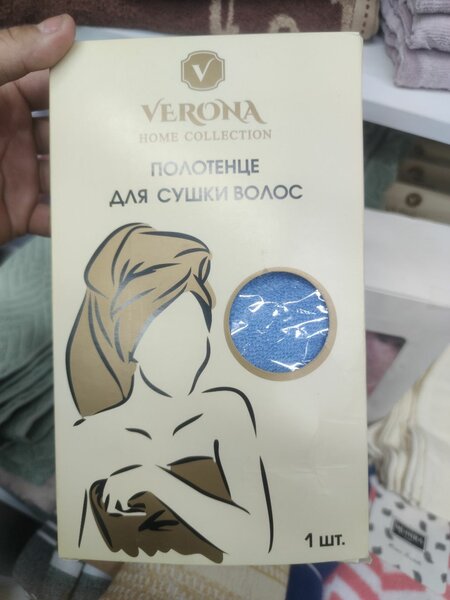 V
VERONA
HOME COLLECTION
ПОЛОТЕНЦЕ
ДЛЯ СУШКИ ВОЛОС
1 шт.